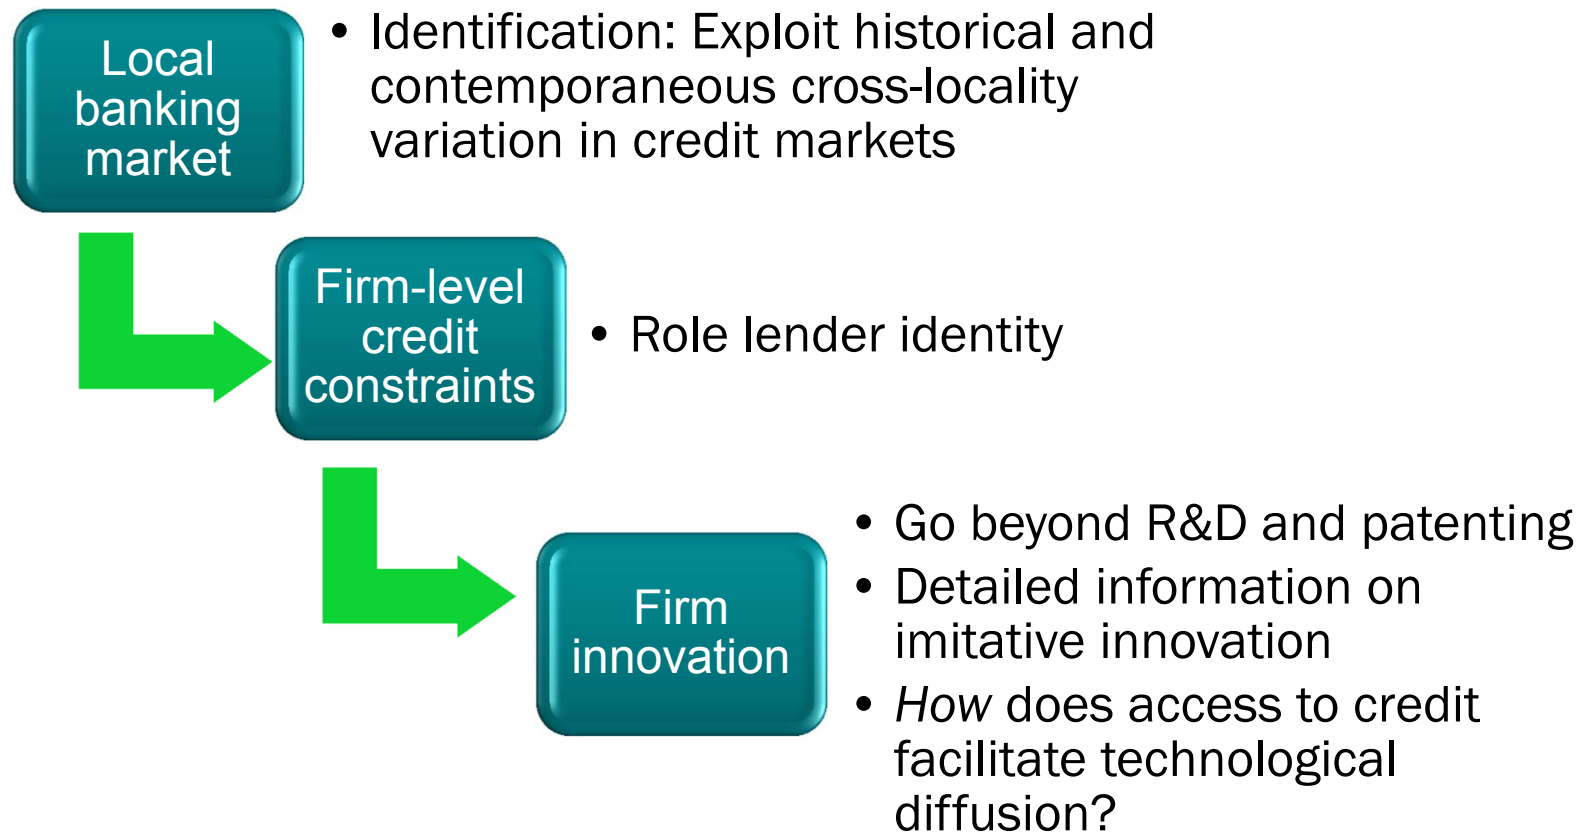 Local
banking
market
• Identification: Exploit historical and
contemporaneous cross-locality
variation in credit markets
Firm-level
credit
constraints
• Role lender identity
Firm
innovation
• Go beyond R&D and patenting
• Detailed information on
imitative innovation
• How does access to credit
facilitate technological
diffusion?